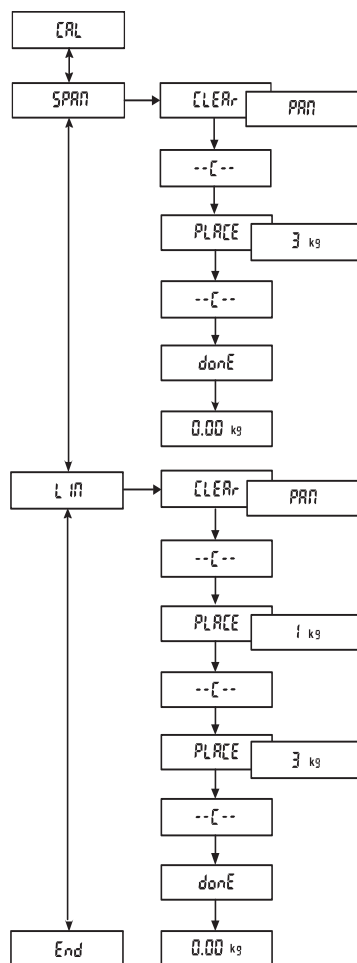 CAL
SPAN CLEAr PAN
--C--
PLACE 3 kg
--C--
donE
0.00 kg
LIN CLEAr PAN
--C--
PLACE 1 kg
--C--
PLACE 3 kg
--C--
donE
End 0.00 kg